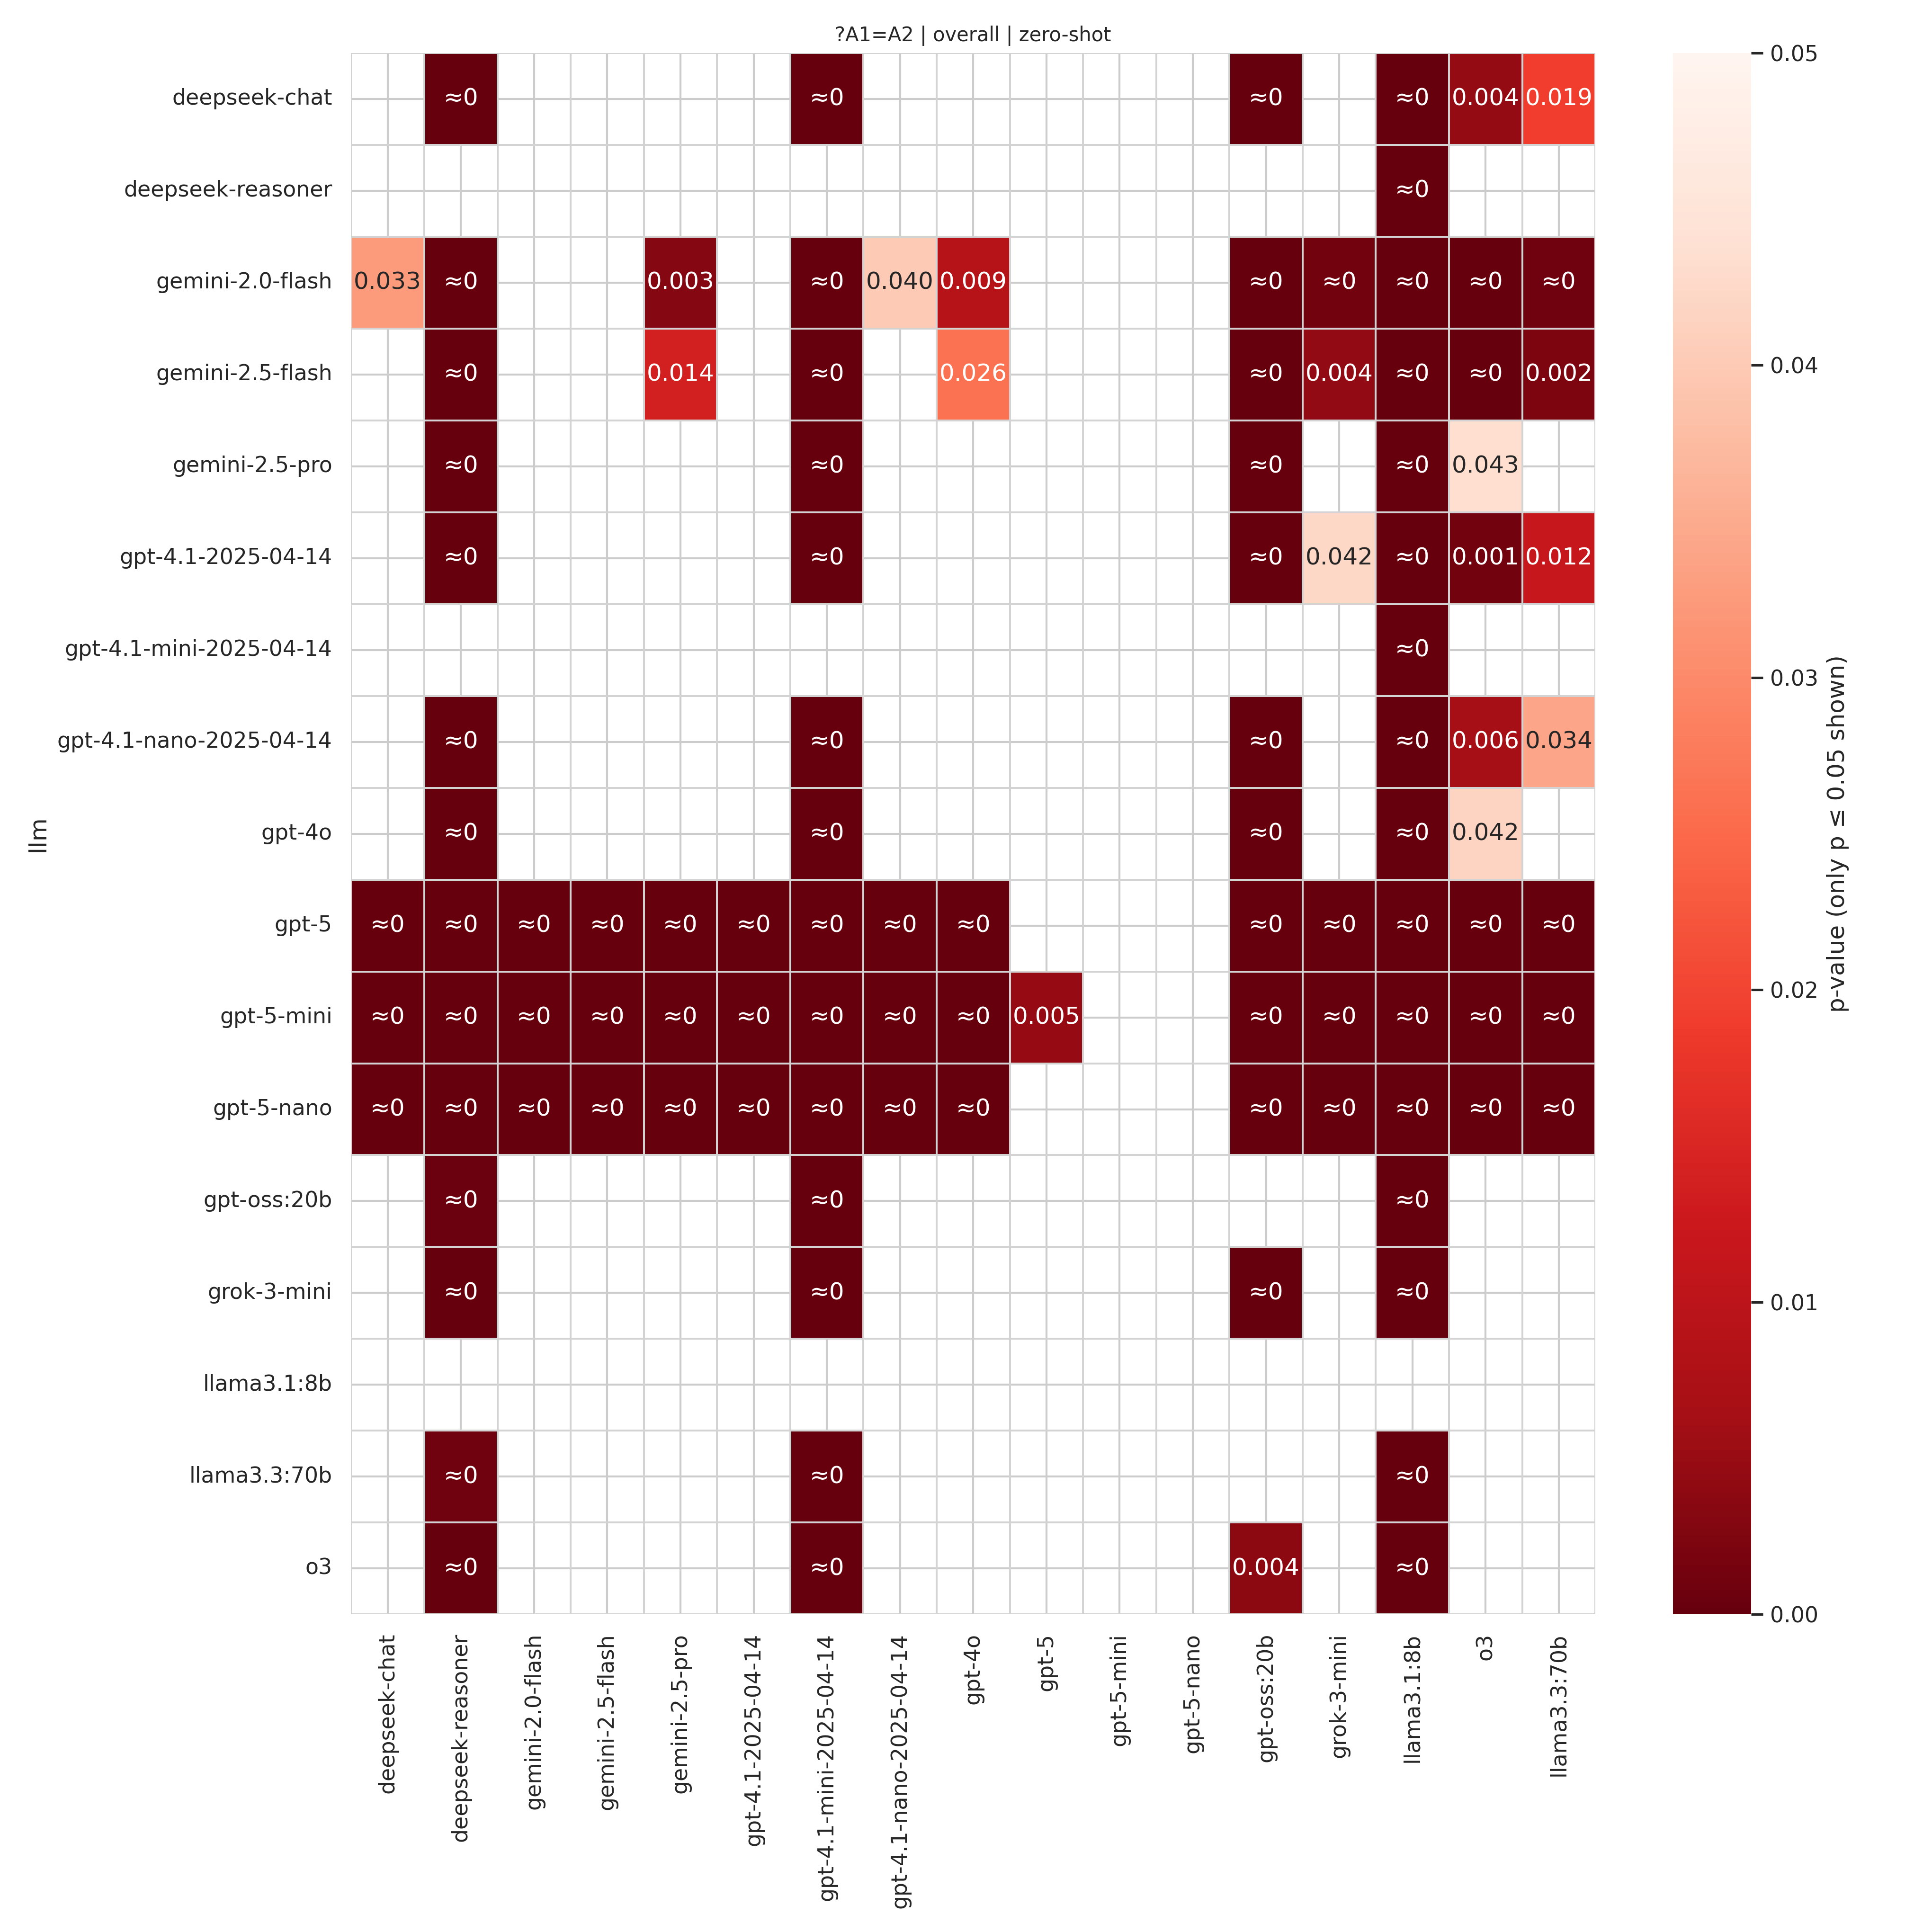 ?A1=A2 | overall | zero-shot
deepseek-chat ≈0 ≈0 ≈0 ≈0 0.004 0.019
deepseek-reasoner ≈0
gemini-2.0-flash 0.033 ≈0 0.003 ≈0 0.040 0.009 ≈0 ≈0 ≈0 ≈0 ≈0
gemini-2.5-flash ≈0 0.014 ≈0 0.026 ≈0 0.004 ≈0 ≈0 0.002
gemini-2.5-pro ≈0 ≈0 ≈0 ≈0 0.043
gpt-4.1-2025-04-14 ≈0 ≈0 ≈0 0.042 ≈0 0.001 0.012
gpt-4.1-mini-2025-04-14 ≈0
gpt-4.1-nano-2025-04-14 ≈0 ≈0 ≈0 ≈0 0.006 0.034
gpt-4o ≈0 ≈0 ≈0 ≈0 0.042
gpt-5 ≈0 ≈0 ≈0 ≈0 ≈0 ≈0 ≈0 ≈0 ≈0 ≈0 ≈0 ≈0 ≈0 ≈0
gpt-5-mini ≈0 ≈0 ≈0 ≈0 ≈0 ≈0 ≈0 ≈0 ≈0 0.005 ≈0 ≈0 ≈0 ≈0 ≈0
gpt-5-nano ≈0 ≈0 ≈0 ≈0 ≈0 ≈0 ≈0 ≈0 ≈0 ≈0 ≈0 ≈0 ≈0 ≈0
gpt-oss:20b ≈0 ≈0 ≈0
grok-3-mini ≈0 ≈0 ≈0 ≈0
llama3.1:8b
llama3.3:70b ≈0 ≈0 ≈0
o3 ≈0 ≈0 0.004 ≈0
llm
deepseek-chat
deepseek-reasoner
gemini-2.0-flash
gemini-2.5-flash
gemini-2.5-pro
gpt-4.1-2025-04-14
gpt-4.1-mini-2025-04-14
gpt-4.1-nano-2025-04-14
gpt-4o
gpt-5
gpt-5-mini
gpt-5-nano
gpt-oss:20b
grok-3-mini
llama3.1:8b
o3
llama3.3:70b
0.05
0.04
0.03
0.02
0.01
0.00
p-value (only p ≤ 0.05 shown)